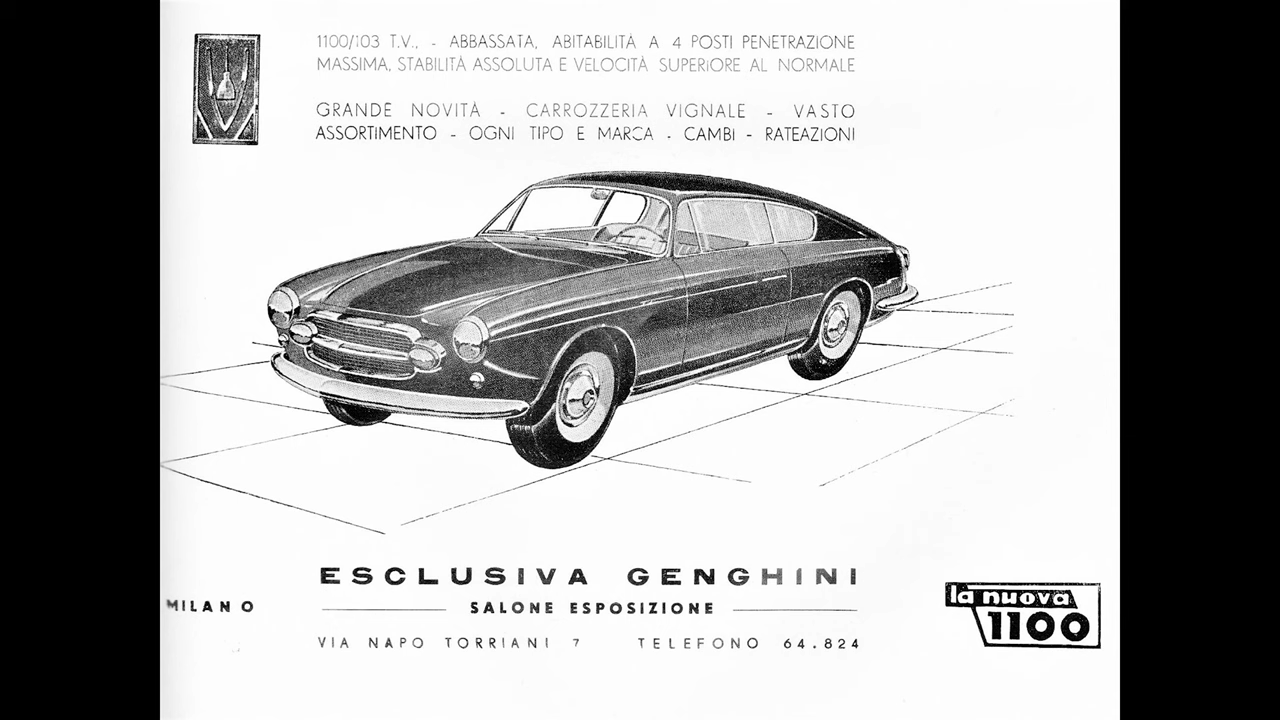 1100/103 T.V., - ABBASSATA, ABITABILITÀ A 4 POSTI PENETRAZIONE
MASSIMA, STABILITÀ ASSOLUTA E VELOCITÀ SUPERIORE AL NORMALE
GRANDE NOVITÀ - CARROZZERIA VIGNALE - VASTO
ASSORTIMENTO - OGNI TIPO E MARCA - CAMBI - RATEAZIONI
ESCLUSIVA GENGHINI
MILANO
SALONE ESPOSIZIONE
VIA NAPO TORRIANI 7 TELEFONO 64.824
la nuova
1100